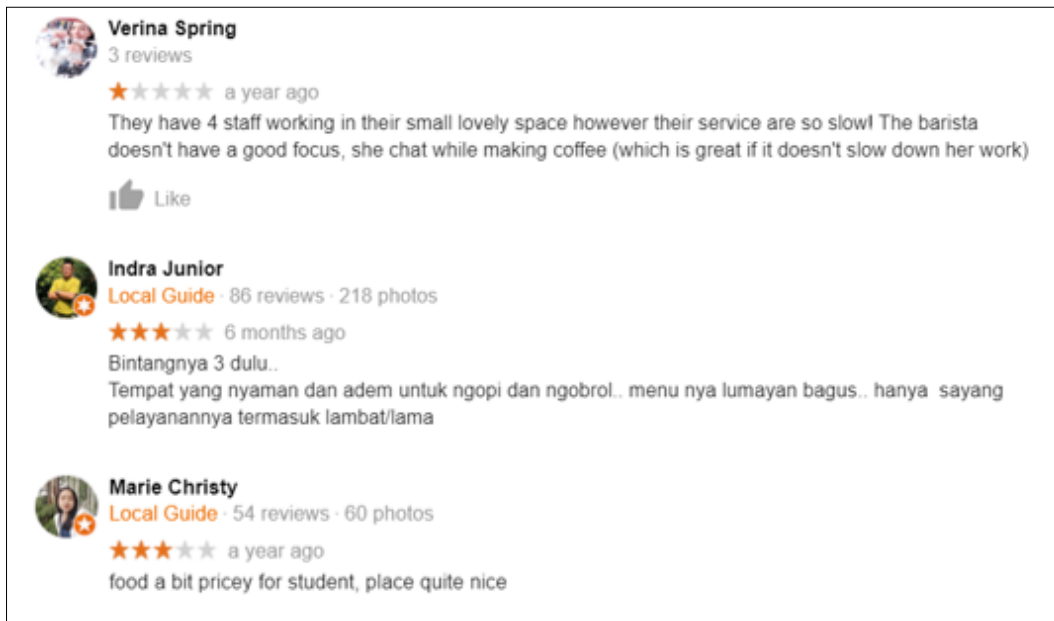 Verina Spring
3 reviews
a year ago
They have 4 staff working in their small lovely space however their service are so slow! The barista
doesn't have a good focus, she chat while making coffee (which is great if it doesn't slow down her work)
Like
Indra Junior
Local Guide · 86 reviews · 218 photos
6 months ago
Bintangnya 3 dulu..
Tempat yang nyaman dan adem untuk ngopi dan ngobrol.. menu nya lumayan bagus.. hanya sayang
pelayanannya termasuk lambat/lama
Marie Christy
Local Guide · 54 reviews · 60 photos
a year ago
food a bit pricey for student, place quite nice